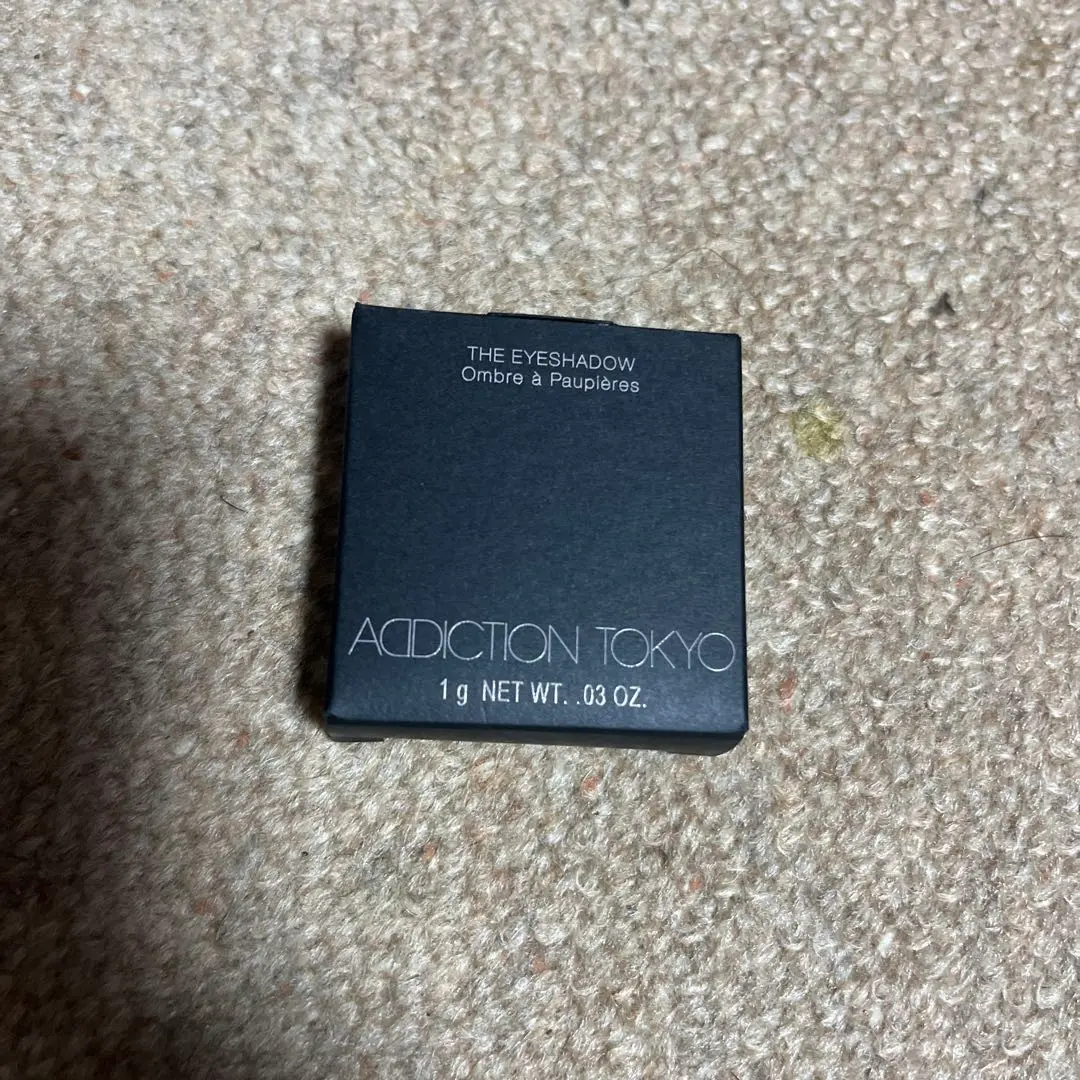 THE EYESHADOW
Ombre à Paupières
ADDICTION TOKYO
1 g NET WT. .03 OZ.